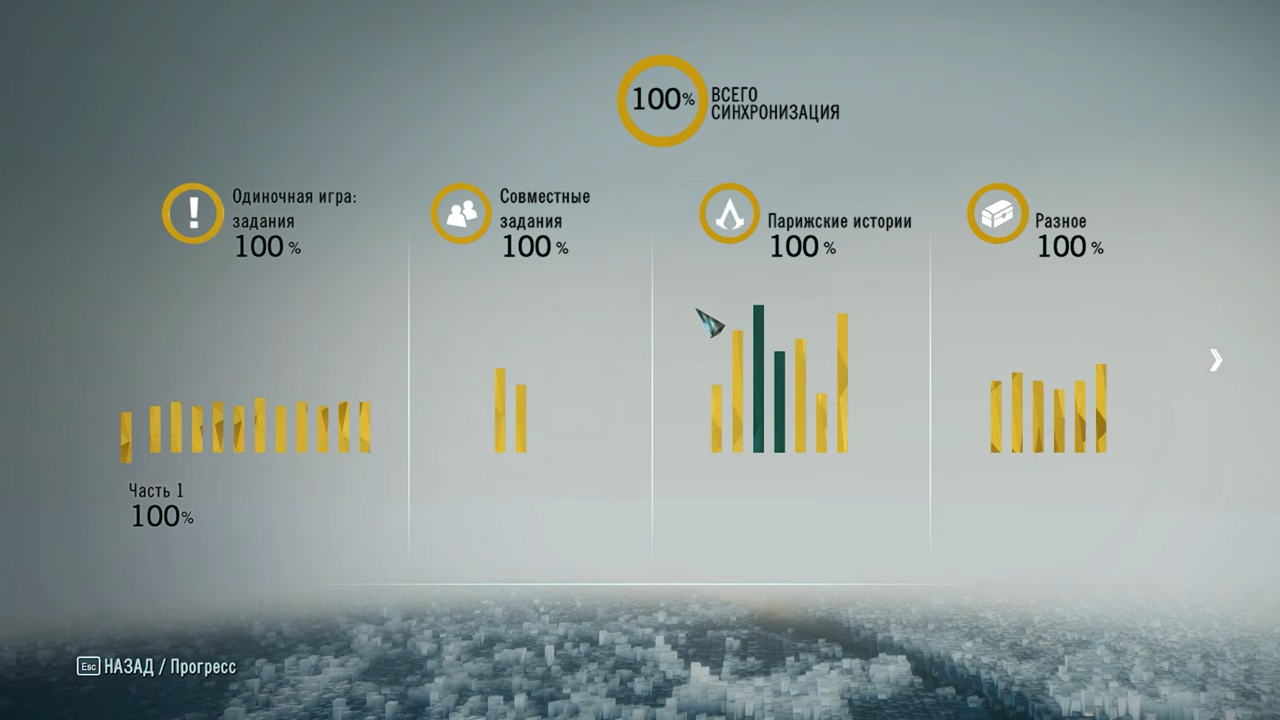 100%
ВСЕГО
СИНХРОНИЗАЦИЯ
Одиночная игра:
задания
100 %
Совместные
задания
100 %
Парижские истории
100 %
Разное
100 %
Часть 1
100%
Esc НАЗАД / Прогресс